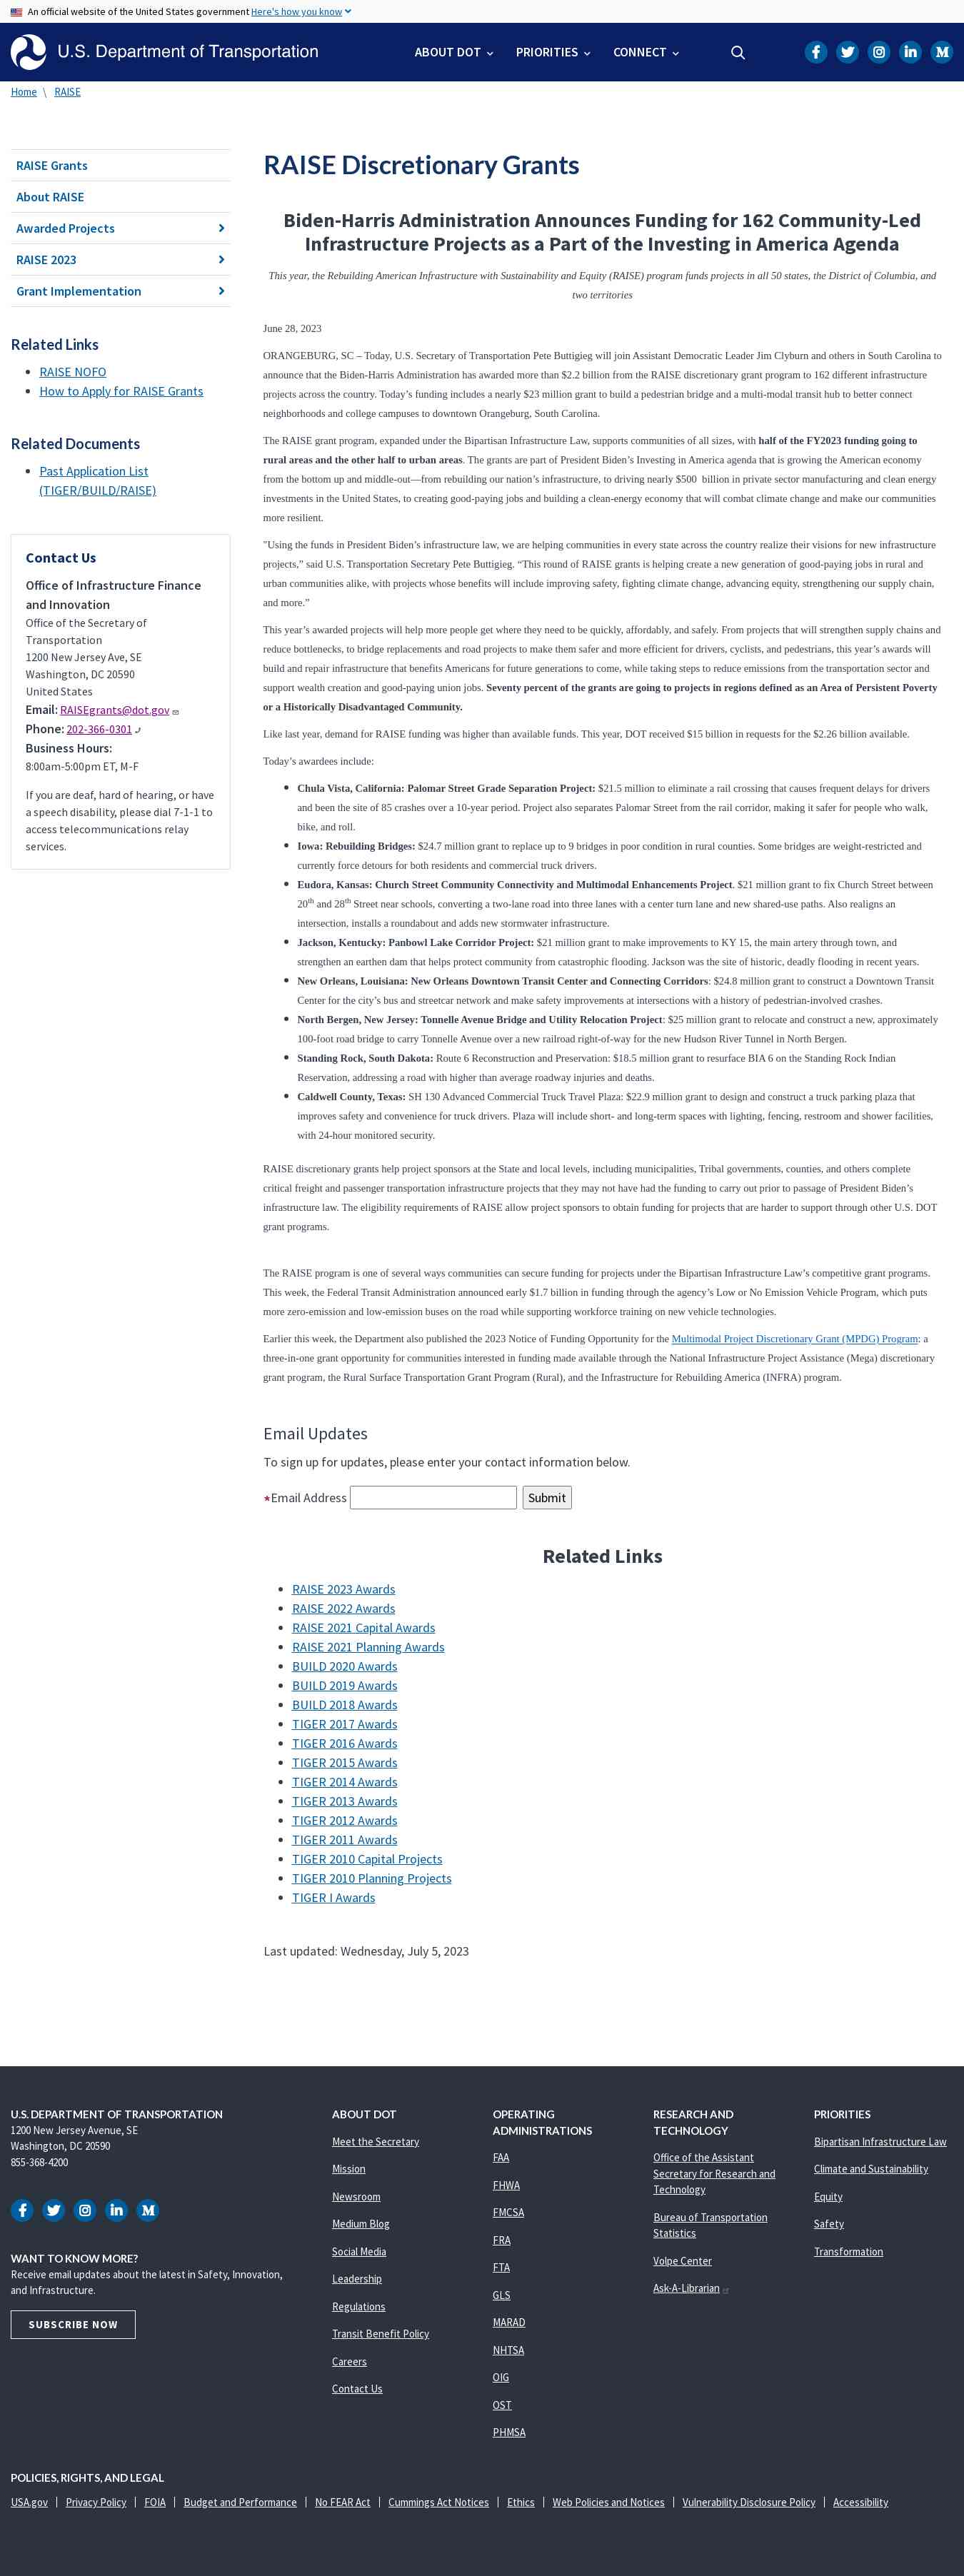 An official website of the United States government Here's how you know
U.S. Department of Transportation
ABOUT DOT
PRIORITIES
CONNECT
Home \ RAISE
RAISE Grants
About RAISE
Awarded Projects
RAISE 2023
Grant Implementation
Related Links
RAISE NOFO
How to Apply for RAISE Grants
Related Documents
Past Application List
(TIGER/BUILD/RAISE)
Contact Us
Office of Infrastructure Finance
and Innovation
Office of the Secretary of
Transportation
1200 New Jersey Ave, SE
Washington, DC 20590
United States
Email: RAISEgrants@dot.gov
Phone: 202-366-0301
Business Hours:
8:00am-5:00pm ET, M-F
If you are deaf, hard of hearing, or have
a speech disability, please dial 7-1-1 to
access telecommunications relay
services.
RAISE Discretionary Grants
Biden-Harris Administration Announces Funding for 162 Community-Led
Infrastructure Projects as a Part of the Investing in America Agenda
This year, the Rebuilding American Infrastructure with Sustainability and Equity (RAISE) program funds projects in all 50 states, the District of Columbia, and
two territories
June 28, 2023
ORANGEBURG, SC – Today, U.S. Secretary of Transportation Pete Buttigieg will join Assistant Democratic Leader Jim Clyburn and others in South Carolina to
announce that the Biden-Harris Administration has awarded more than $2.2 billion from the RAISE discretionary grant program to 162 different infrastructure
projects across the country. Today’s funding includes a nearly $23 million grant to build a pedestrian bridge and a multi-modal transit hub to better connect
neighborhoods and college campuses to downtown Orangeburg, South Carolina.
The RAISE grant program, expanded under the Bipartisan Infrastructure Law, supports communities of all sizes, with half of the FY2023 funding going to
rural areas and the other half to urban areas. The grants are part of President Biden’s Investing in America agenda that is growing the American economy
from the bottom up and middle-out—from rebuilding our nation’s infrastructure, to driving nearly $500 billion in private sector manufacturing and clean energy
investments in the United States, to creating good-paying jobs and building a clean-energy economy that will combat climate change and make our communities
more resilient.
"Using the funds in President Biden’s infrastructure law, we are helping communities in every state across the country realize their visions for new infrastructure
projects,” said U.S. Transportation Secretary Pete Buttigieg. “This round of RAISE grants is helping create a new generation of good-paying jobs in rural and
urban communities alike, with projects whose benefits will include improving safety, fighting climate change, advancing equity, strengthening our supply chain,
and more.”
This year’s awarded projects will help more people get where they need to be quickly, affordably, and safely. From projects that will strengthen supply chains and
reduce bottlenecks, to bridge replacements and road projects to make them safer and more efficient for drivers, cyclists, and pedestrians, this year’s awards will
build and repair infrastructure that benefits Americans for future generations to come, while taking steps to reduce emissions from the transportation sector and
support wealth creation and good-paying union jobs. Seventy percent of the grants are going to projects in regions defined as an Area of Persistent Poverty
or a Historically Disadvantaged Community.
Like last year, demand for RAISE funding was higher than available funds. This year, DOT received $15 billion in requests for the $2.26 billion available.
Today’s awardees include:
Chula Vista, California: Palomar Street Grade Separation Project: $21.5 million to eliminate a rail crossing that causes frequent delays for drivers
and has been the site of 85 crashes over a 10-year period. Project also separates Palomar Street from the rail corridor, making it safer for people who walk,
bike, and roll.
Iowa: Rebuilding Bridges: $24.7 million grant to replace up to 9 bridges in poor condition in rural counties. Some bridges are weight-restricted and
currently force detours for both residents and commercial truck drivers.
Eudora, Kansas: Church Street Community Connectivity and Multimodal Enhancements Project. $21 million grant to fix Church Street between
20th and 28th Street near schools, converting a two-lane road into three lanes with a center turn lane and new shared-use paths. Also realigns an
intersection, installs a roundabout and adds new stormwater infrastructure.
Jackson, Kentucky: Panbowl Lake Corridor Project: $21 million grant to make improvements to KY 15, the main artery through town, and
strengthen an earthen dam that helps protect community from catastrophic flooding. Jackson was the site of historic, deadly flooding in recent years.
New Orleans, Louisiana: New Orleans Downtown Transit Center and Connecting Corridors: $24.8 million grant to construct a Downtown Transit
Center for the city’s bus and streetcar network and make safety improvements at intersections with a history of pedestrian-involved crashes.
North Bergen, New Jersey: Tonnelle Avenue Bridge and Utility Relocation Project: $25 million grant to relocate and construct a new, approximately
100-foot road bridge to carry Tonnelle Avenue over a new railroad right-of-way for the new Hudson River Tunnel in North Bergen.
Standing Rock, South Dakota: Route 6 Reconstruction and Preservation: $18.5 million grant to resurface BIA 6 on the Standing Rock Indian
Reservation, addressing a road with higher than average roadway injuries and deaths.
Caldwell County, Texas: SH 130 Advanced Commercial Truck Travel Plaza: $22.9 million grant to design and construct a truck parking plaza that
improves safety and convenience for truck drivers. Plaza will include short- and long-term spaces with lighting, fencing, restroom and shower facilities,
with 24-hour monitored security.
RAISE discretionary grants help project sponsors at the State and local levels, including municipalities, Tribal governments, counties, and others complete
critical freight and passenger transportation infrastructure projects that they may not have had the funding to carry out prior to passage of President Biden’s
infrastructure law. The eligibility requirements of RAISE allow project sponsors to obtain funding for projects that are harder to support through other U.S. DOT
grant programs.
The RAISE program is one of several ways communities can secure funding for projects under the Bipartisan Infrastructure Law’s competitive grant programs.
This week, the Federal Transit Administration announced early $1.7 billion in funding through the agency’s Low or No Emission Vehicle Program, which puts
more zero-emission and low-emission buses on the road while supporting workforce training on new vehicle technologies.
Earlier this week, the Department also published the 2023 Notice of Funding Opportunity for the Multimodal Project Discretionary Grant (MPDG) Program: a
three-in-one grant opportunity for communities interested in funding made available through the National Infrastructure Project Assistance (Mega) discretionary
grant program, the Rural Surface Transportation Grant Program (Rural), and the Infrastructure for Rebuilding America (INFRA) program.
Email Updates
To sign up for updates, please enter your contact information below.
*Email Address Submit
Related Links
RAISE 2023 Awards
RAISE 2022 Awards
RAISE 2021 Capital Awards
RAISE 2021 Planning Awards
BUILD 2020 Awards
BUILD 2019 Awards
BUILD 2018 Awards
TIGER 2017 Awards
TIGER 2016 Awards
TIGER 2015 Awards
TIGER 2014 Awards
TIGER 2013 Awards
TIGER 2012 Awards
TIGER 2011 Awards
TIGER 2010 Capital Projects
TIGER 2010 Planning Projects
TIGER I Awards
Last updated: Wednesday, July 5, 2023
U.S. DEPARTMENT OF TRANSPORTATION
1200 New Jersey Avenue, SE
Washington, DC 20590
855-368-4200
WANT TO KNOW MORE?
Receive email updates about the latest in Safety, Innovation,
and Infrastructure.
SUBSCRIBE NOW
ABOUT DOT
Meet the Secretary
Mission
Newsroom
Medium Blog
Social Media
Leadership
Regulations
Transit Benefit Policy
Careers
Contact Us
OPERATING
ADMINISTRATIONS
FAA
FHWA
FMCSA
FRA
FTA
GLS
MARAD
NHTSA
OIG
OST
PHMSA
RESEARCH AND
TECHNOLOGY
Office of the Assistant
Secretary for Research and
Technology
Bureau of Transportation
Statistics
Volpe Center
Ask-A-Librarian
PRIORITIES
Bipartisan Infrastructure Law
Climate and Sustainability
Equity
Safety
Transformation
POLICIES, RIGHTS, AND LEGAL
USA.gov | Privacy Policy | FOIA | Budget and Performance | No FEAR Act | Cummings Act Notices | Ethics | Web Policies and Notices | Vulnerability Disclosure Policy | Accessibility